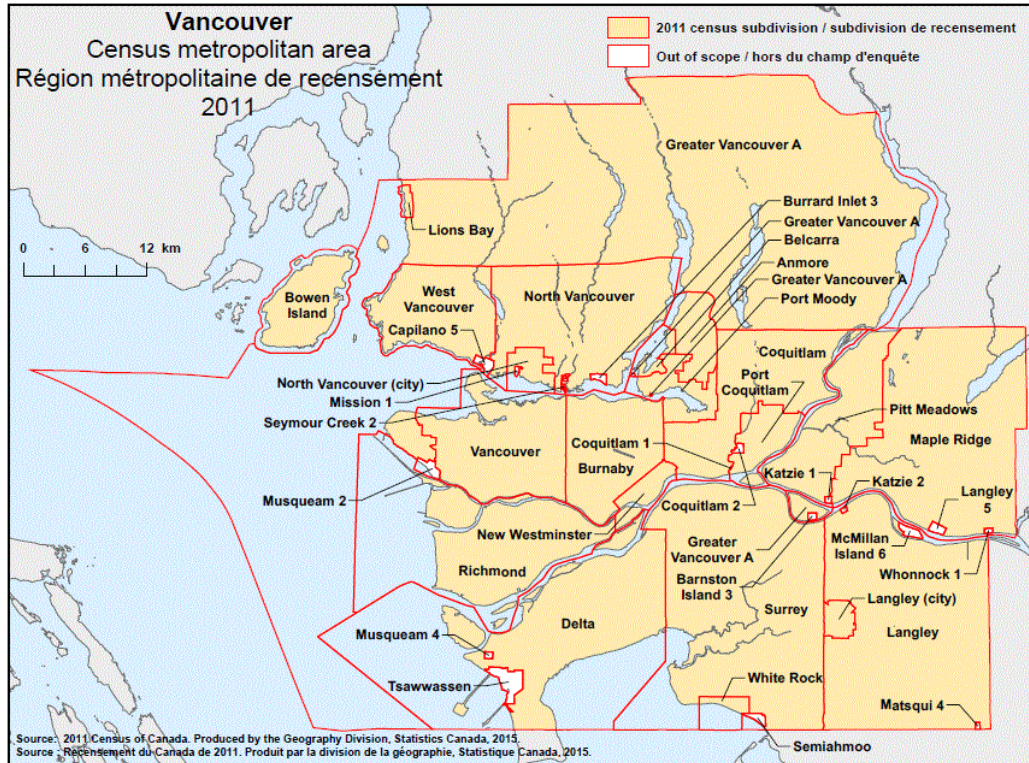 Vancouver
Census metropolitan area
Région métropolitaine de recensement
2011
2011 census subdivision / subdivision de recensement
Out of scope / hors du champ d'enquête
0 6 12 km
Greater Vancouver A
Lions Bay
Burrard Inlet 3
Greater Vancouver A
Belcarra
Anmore
Greater Vancouver A
Port Moody
Bowen
Island
West
Vancouver
North Vancouver
Capilano 5
North Vancouver (city)
Mission 1
Seymour Creek 2
Coquitlam
Port
Coquitlam
Pitt Meadows
Maple Ridge
Vancouver
Coquitlam 1
Burnaby
Musqueam 2
Katzie 1
Katzie 2
Langley
5
New Westminster
Coquitlam 2
Greater
Vancouver A
McMillan
Island 6
Whonnock 1
Richmond
Barnston
Island 3
Langley (city)
Surrey
Delta
Langley
Musqueam 4
Tsawwassen
White Rock
Matsqui 4
Semiahmoo
Source: 2011 Census of Canada. Produced by the Geography Division, Statistics Canada, 2015.
Source : Recensement du Canada de 2011. Produit par la division de la géographie, Statistique Canada, 2015.